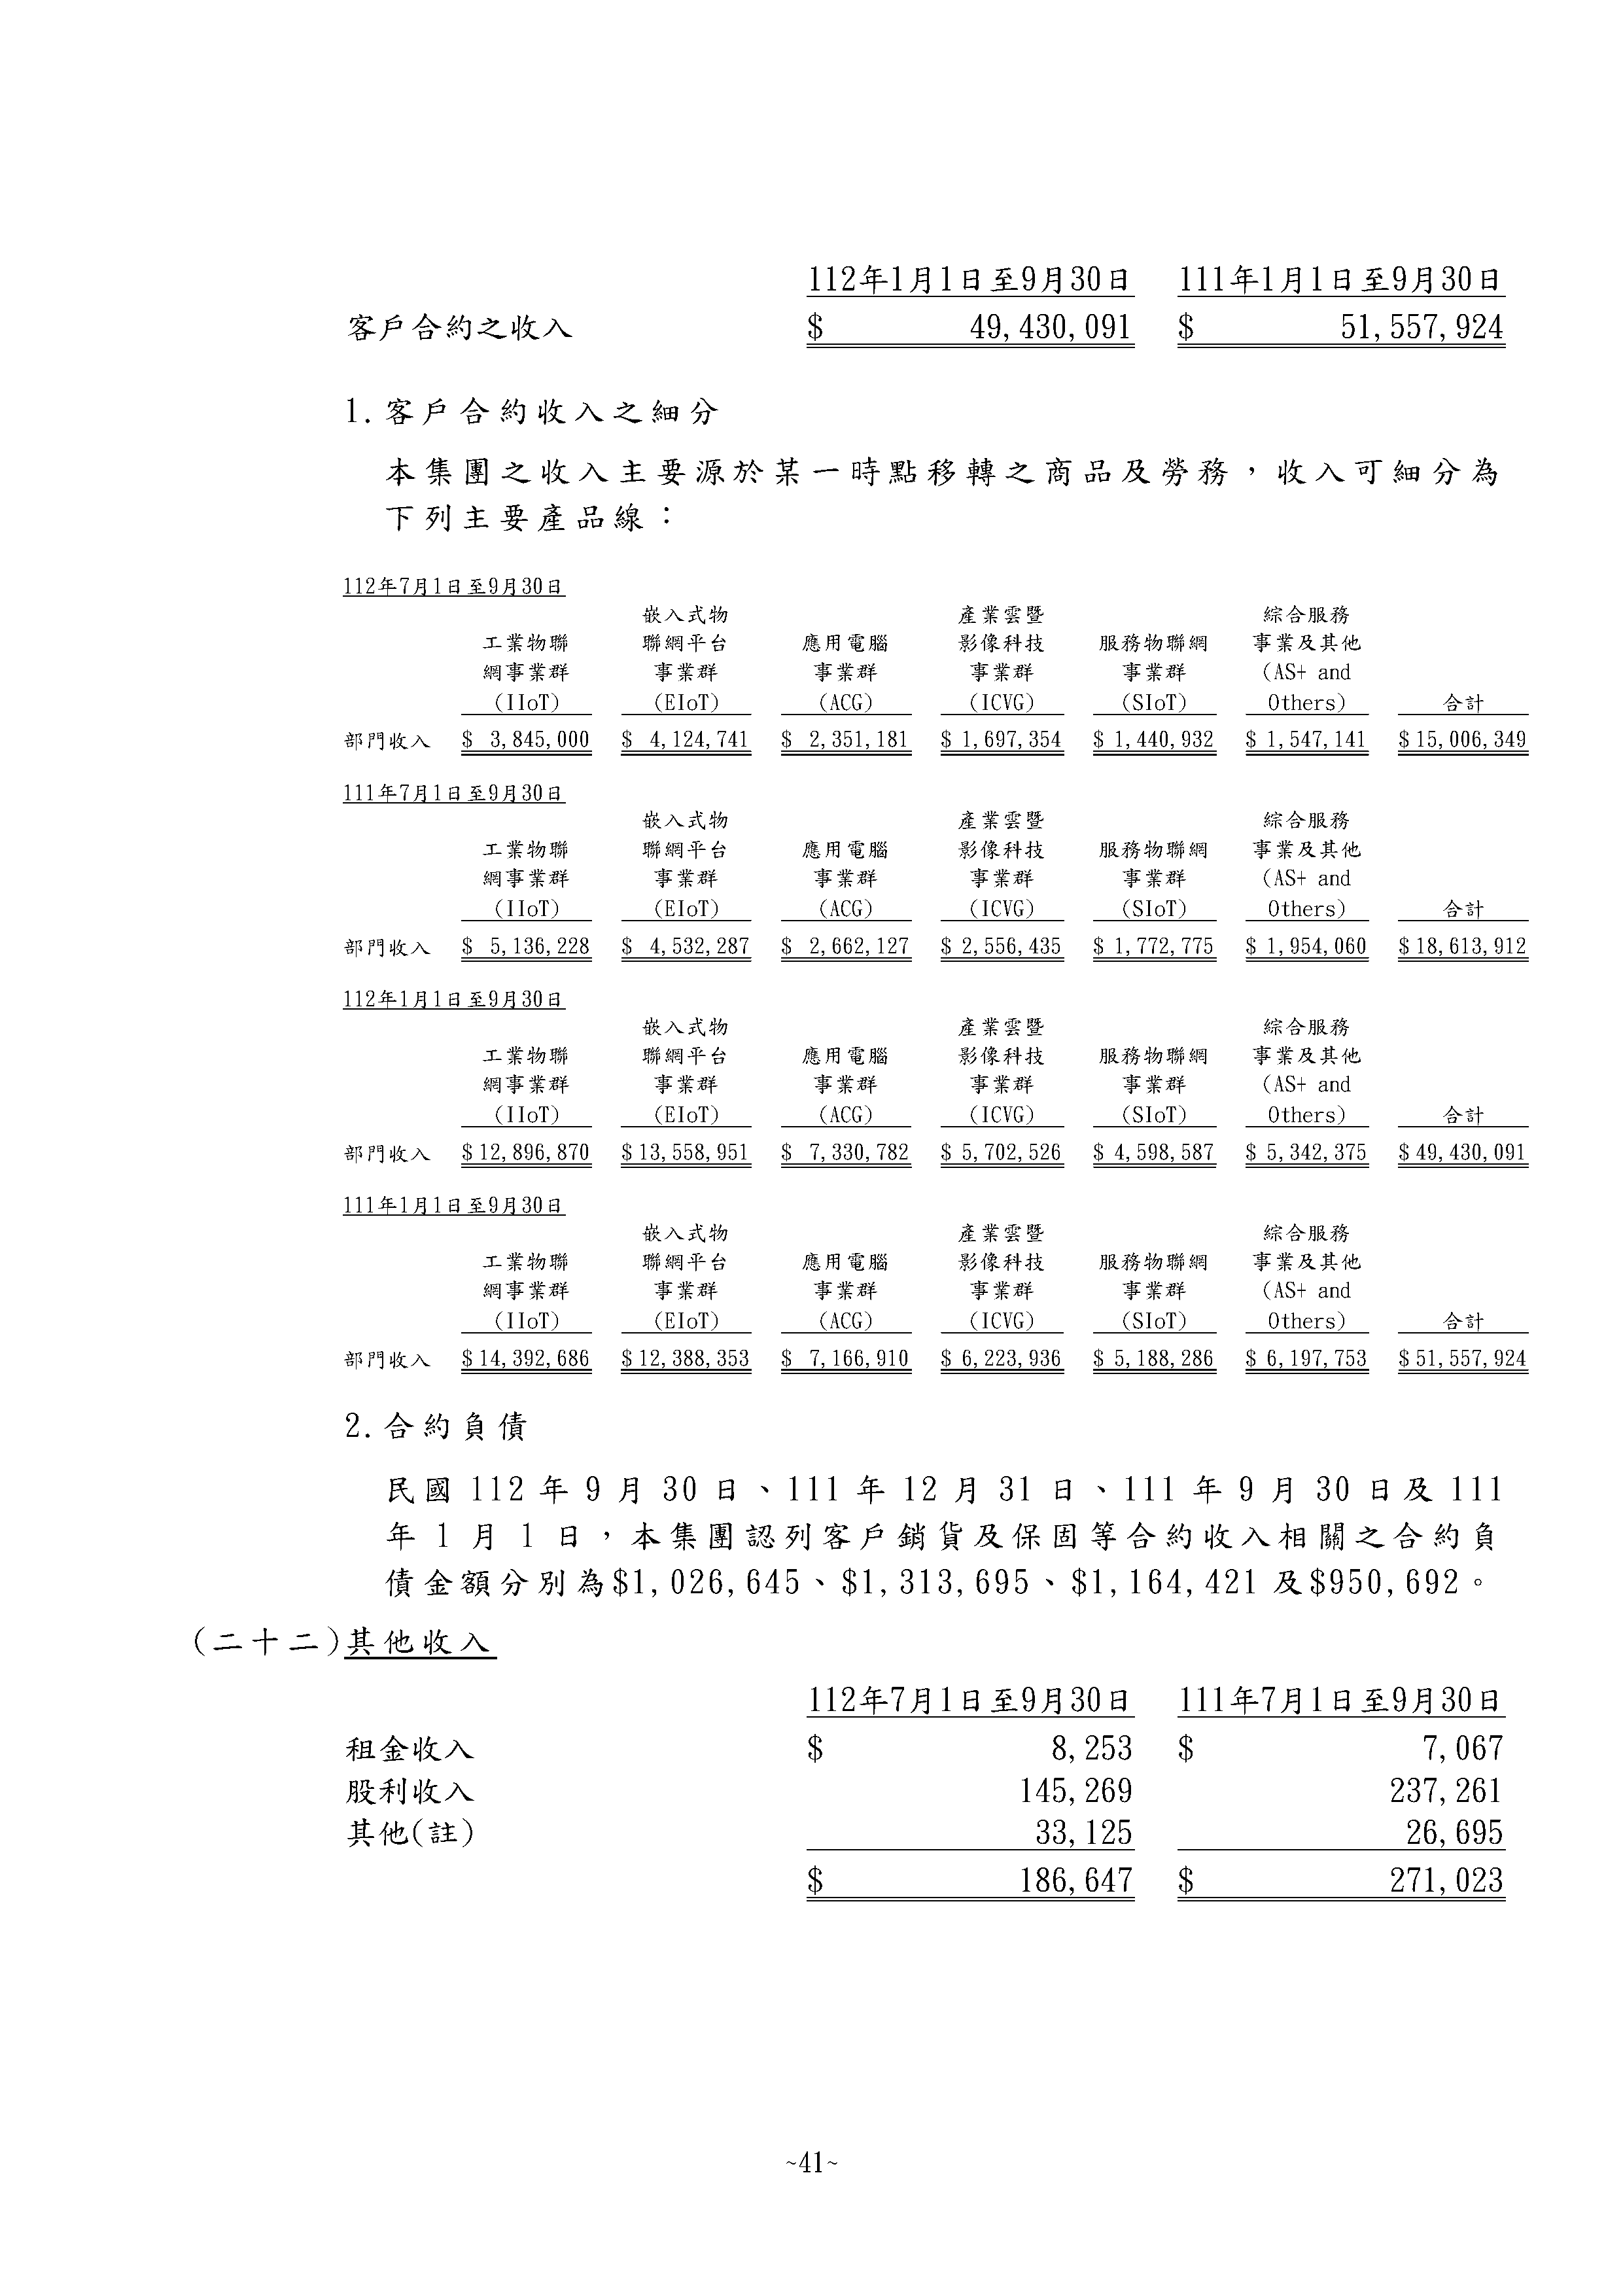 112年1月1日至9月30日 111年1月1日至9月30日
客戶合約之收入 $ 49,430,091 $ 51,557,924
1.客戶合約收入之細分
本集團之收入主要源於某一時點移轉之商品及勞務，收入可細分為
下列主要產品線：
112年7月1日至9月30日
嵌入式物 產業雲暨 綜合服務
工業物聯 聯網平台 應用電腦 影像科技 服務物聯網 事業及其他
網事業群 事業群 事業群 事業群 事業群 (AS+ and
(IIoT) (EIoT) (ACG) (ICVG) (SIoT) Others) 合計
部門收入 $ 3,845,000 $ 4,124,741 $ 2,351,181 $ 1,697,354 $ 1,440,932 $ 1,547,141 $ 15,006,349
111年7月1日至9月30日
嵌入式物 產業雲暨 綜合服務
工業物聯 聯網平台 應用電腦 影像科技 服務物聯網 事業及其他
網事業群 事業群 事業群 事業群 事業群 (AS+ and
(IIoT) (EIoT) (ACG) (ICVG) (SIoT) Others) 合計
部門收入 $ 5,136,228 $ 4,532,287 $ 2,662,127 $ 2,556,435 $ 1,772,775 $ 1,954,060 $ 18,613,912
112年1月1日至9月30日
嵌入式物 產業雲暨 綜合服務
工業物聯 聯網平台 應用電腦 影像科技 服務物聯網 事業及其他
網事業群 事業群 事業群 事業群 事業群 (AS+ and
(IIoT) (EIoT) (ACG) (ICVG) (SIoT) Others) 合計
部門收入 $ 12,896,870 $ 13,558,951 $ 7,330,782 $ 5,702,526 $ 4,598,587 $ 5,342,375 $ 49,430,091
111年1月1日至9月30日
嵌入式物 產業雲暨 綜合服務
工業物聯 聯網平台 應用電腦 影像科技 服務物聯網 事業及其他
網事業群 事業群 事業群 事業群 事業群 (AS+ and
(IIoT) (EIoT) (ACG) (ICVG) (SIoT) Others) 合計
部門收入 $ 14,392,686 $ 12,388,353 $ 7,166,910 $ 6,223,936 $ 5,188,286 $ 6,197,753 $ 51,557,924
2.合約負債
民國 112 年 9 月 30 日、111 年 12 月 31 日、111 年 9 月 30 日及 111
年 1 月 1 日，本集團認列客戶銷貨及保固等合約收入相關之合約負
債金額分別為$1,026,645、$1,313,695、$1,164,421 及$950,692。
(二十二)其他收入
112年7月1日至9月30日 111年7月1日至9月30日
租金收入 $ 8,253 $ 7,067
股利收入 145,269 237,261
其他(註) 33,125 26,695
$ 186,647 $ 271,023
~41~